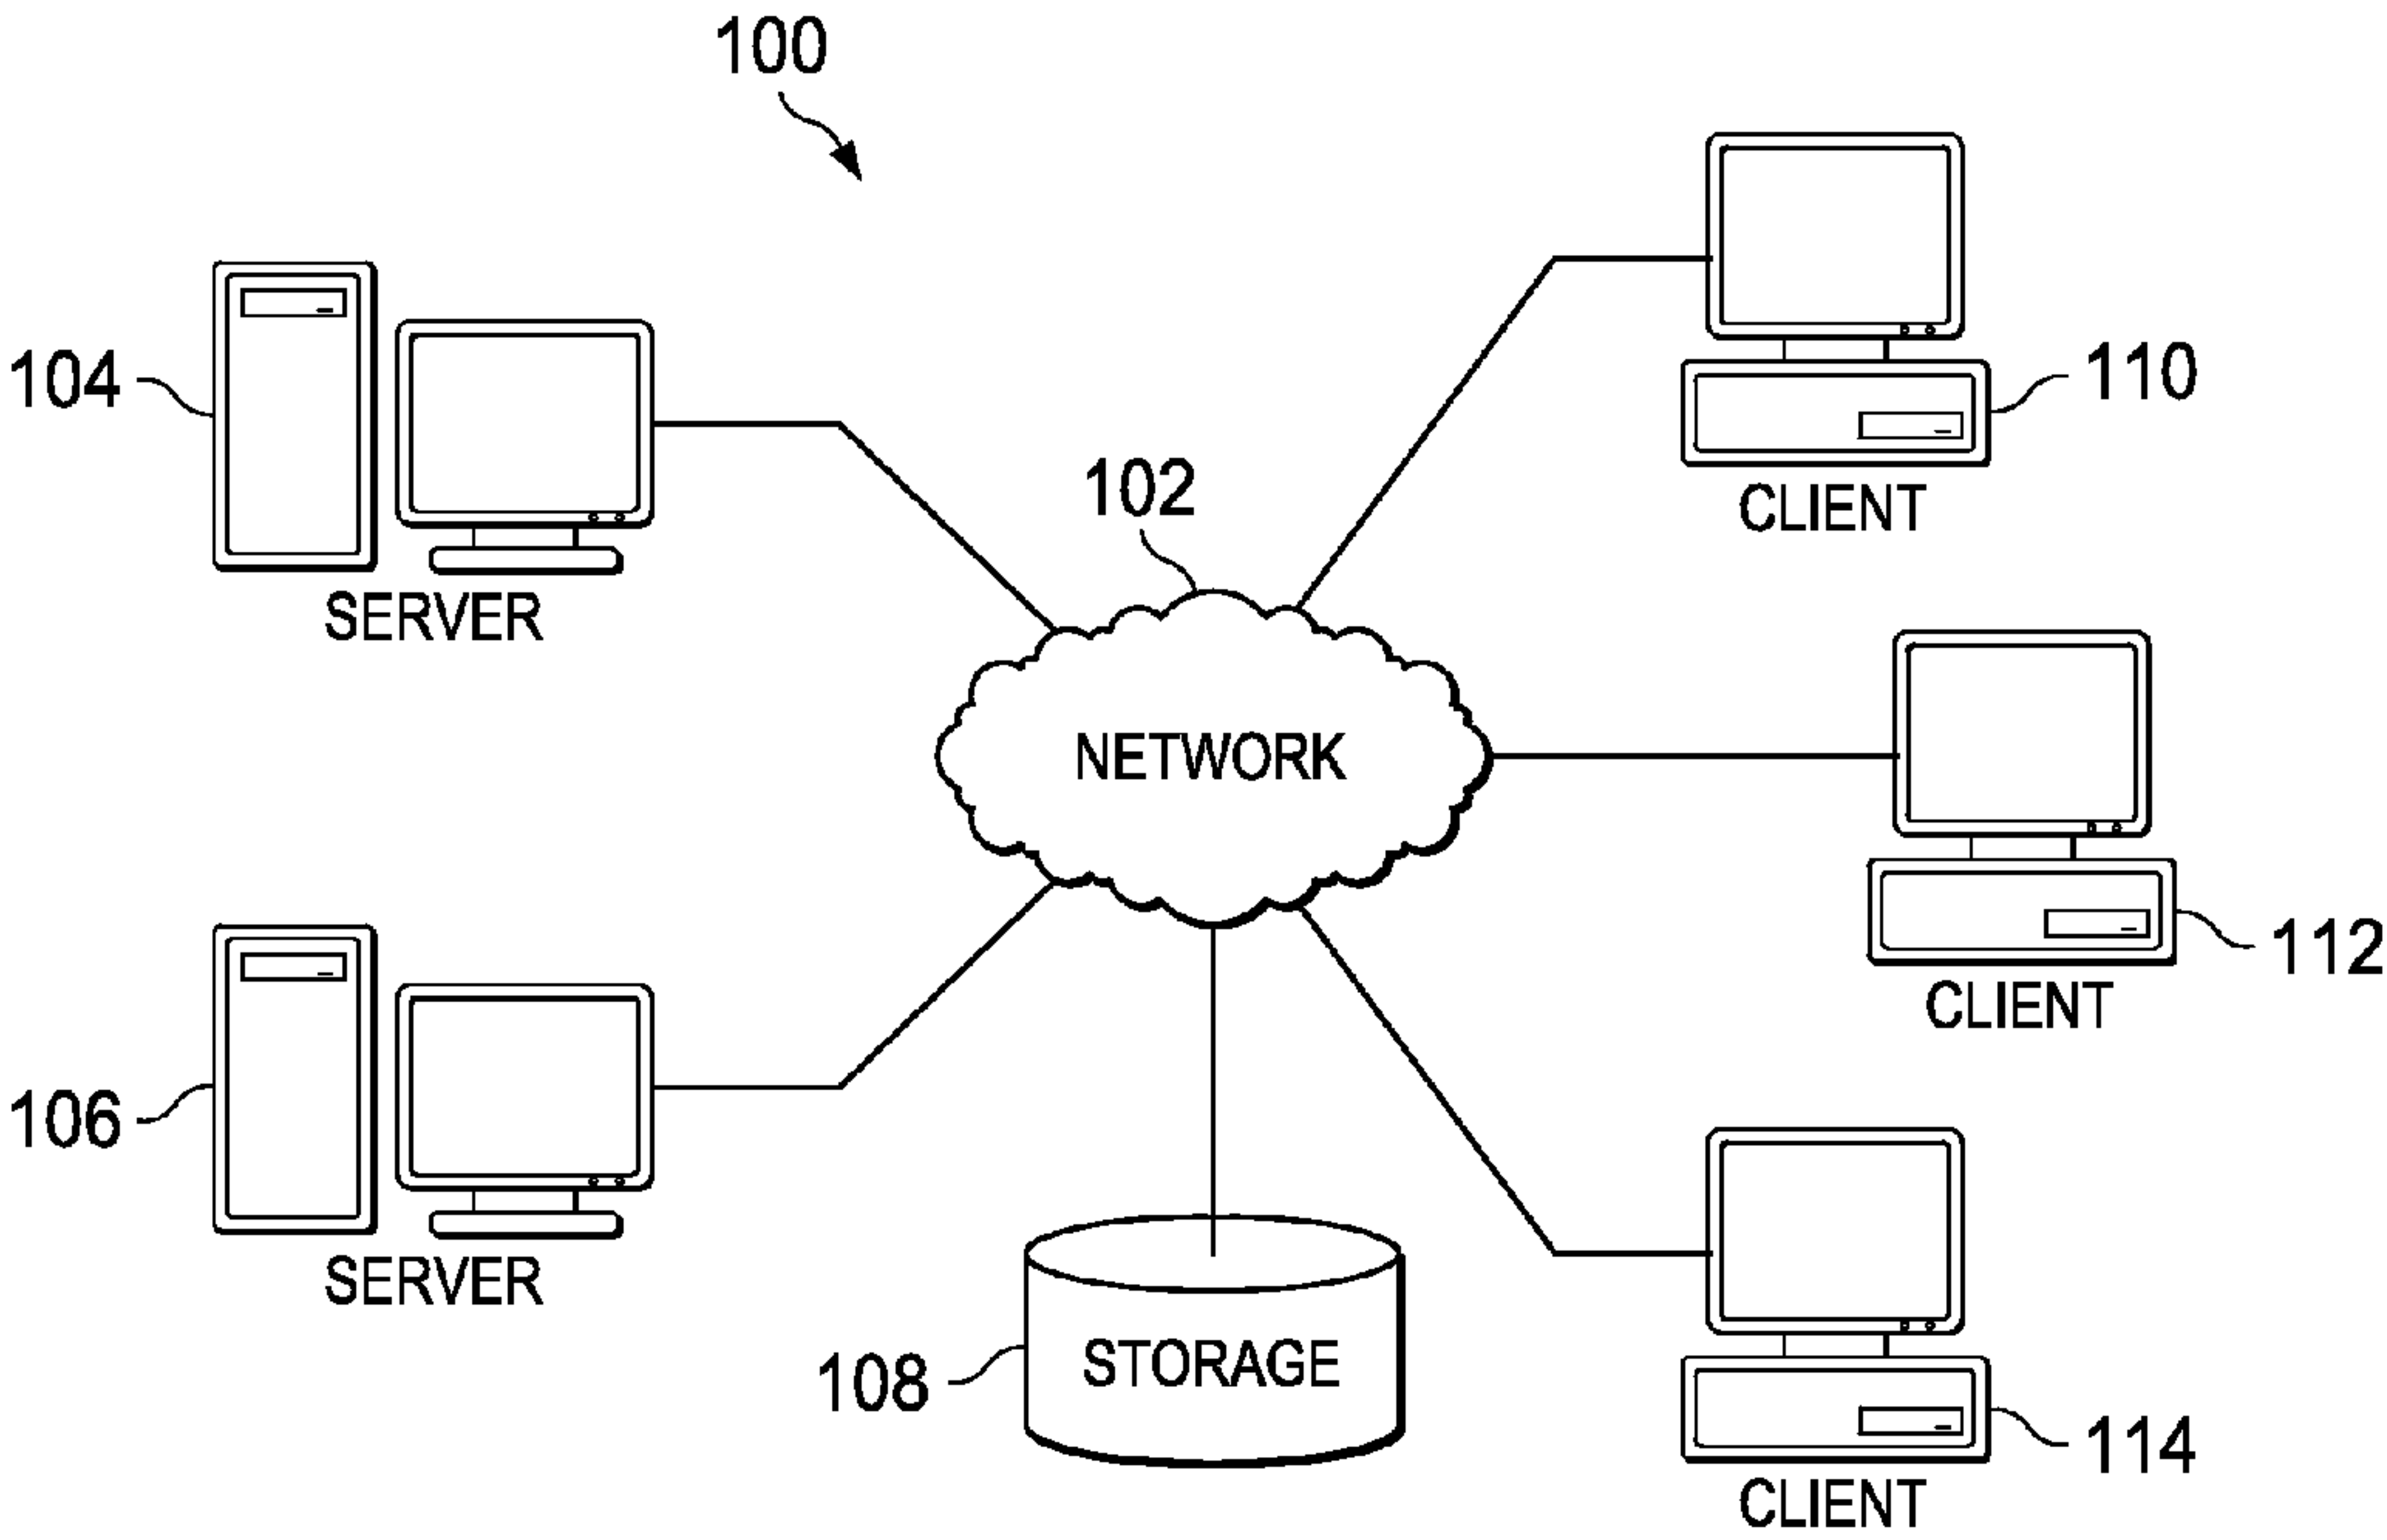 100
104
SERVER
110
CLIENT
102
NETWORK
112
CLIENT
106
SERVER
108
STORAGE
114
CLIENT